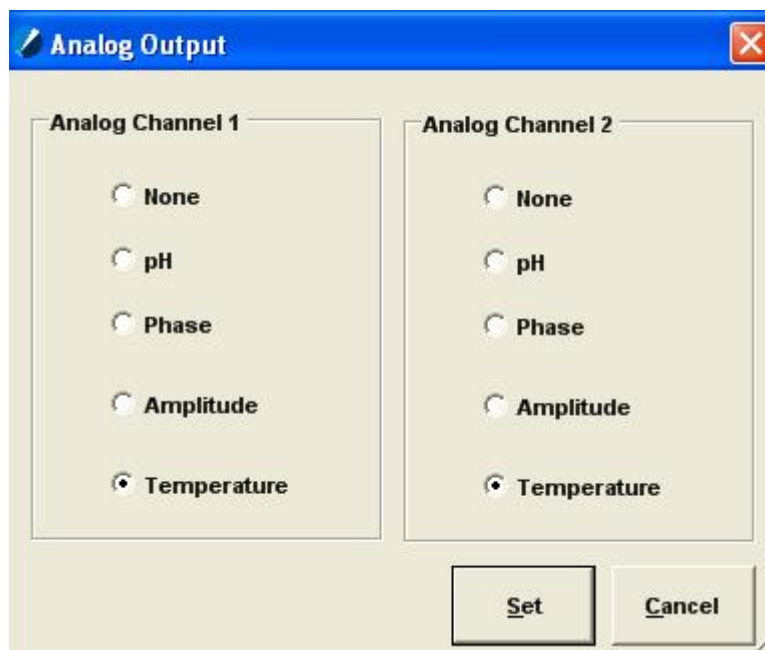 Analog Output
Analog Channel 1
None
pH
Phase
Amplitude
Temperature
Analog Channel 2
None
pH
Phase
Amplitude
Temperature
Set
Cancel